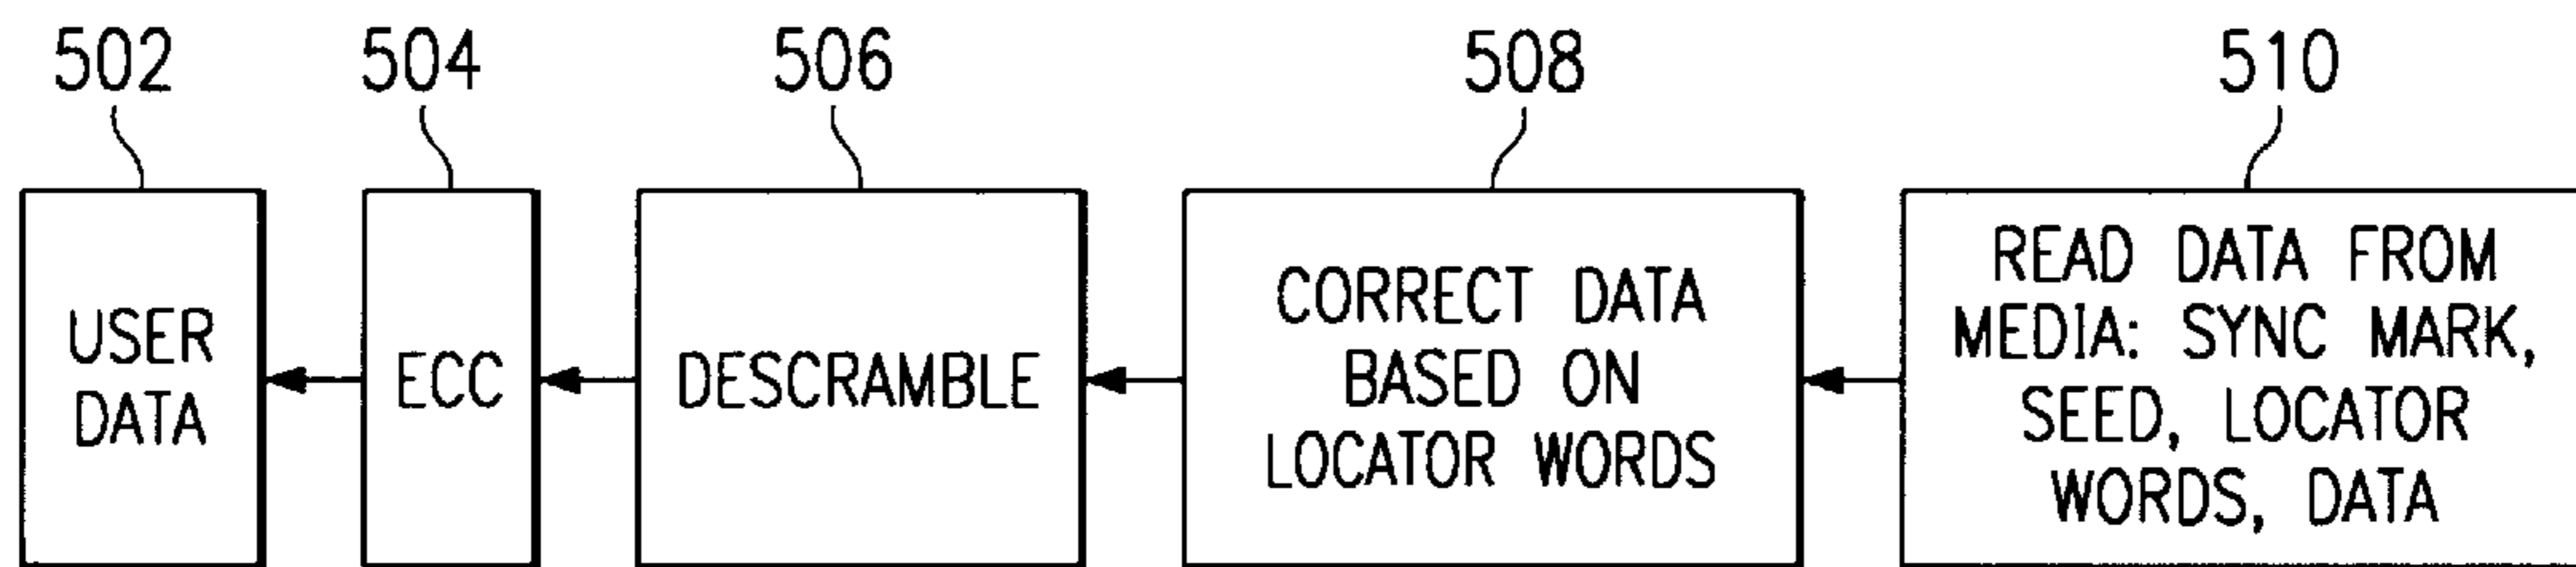 502
504
506
508
510
USER
DATA
ECC
DESCRAMBLE
CORRECT DATA
BASED ON
LOCATOR WORDS
READ DATA FROM
MEDIA: SYNC MARK,
SEED, LOCATOR
WORDS, DATA